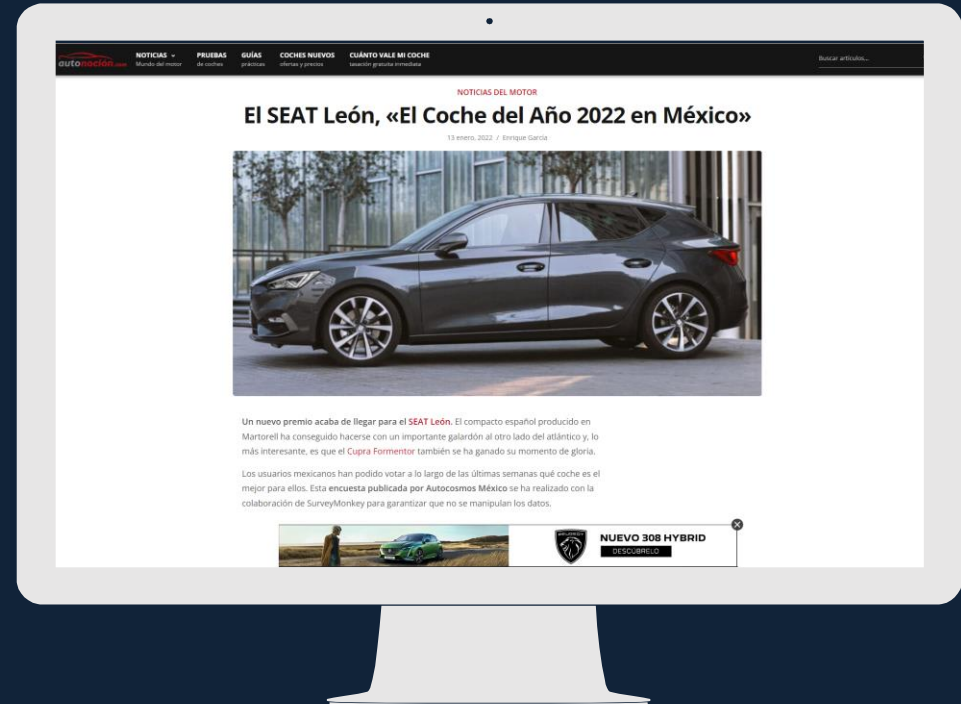 autonoción.com
NOTICIAS
Mundo del motor
PRUEBAS
de coches
GUÍAS
prácticas
COCHES NUEVOS
ofertas y precios
CUÁNTO VALE MI COCHE
tasación gratuita inmediata
Buscar artículos...
NOTICIAS DEL MOTOR
El SEAT León, «El Coche del Año 2022 en México»
13 enero, 2022 / Enrique García
Un nuevo premio acaba de llegar para el SEAT León. El compacto español producido en
Martorell ha conseguido hacerse con un importante galardón al otro lado del atlántico y, lo
más interesante, es que el Cupra Formentor también se ha ganado su momento de gloria.
Los usuarios mexicanos han podido votar a lo largo de las últimas semanas qué coche es el
mejor para ellos. Esta encuesta publicada por Autocosmos México se ha realizado con la
colaboración de SurveyMonkey para garantizar que no se manipulan los datos.
PEUGEOT
NUEVO 308 HYBRID
DESCÚBRELO